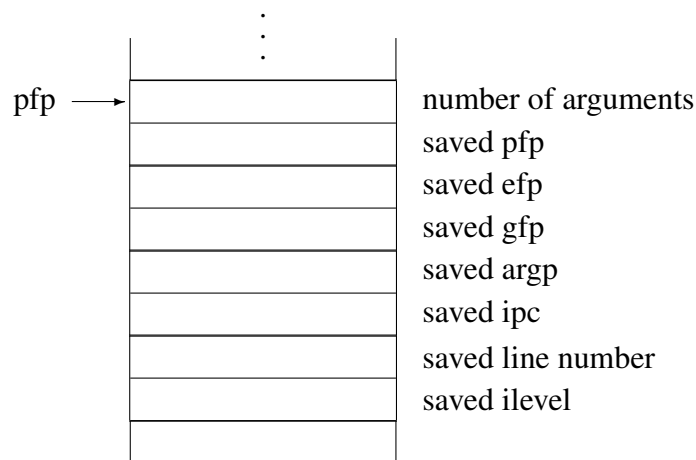 pfp
number of arguments
saved pfp
saved efp
saved gfp
saved argp
saved ipc
saved line number
saved ilevel